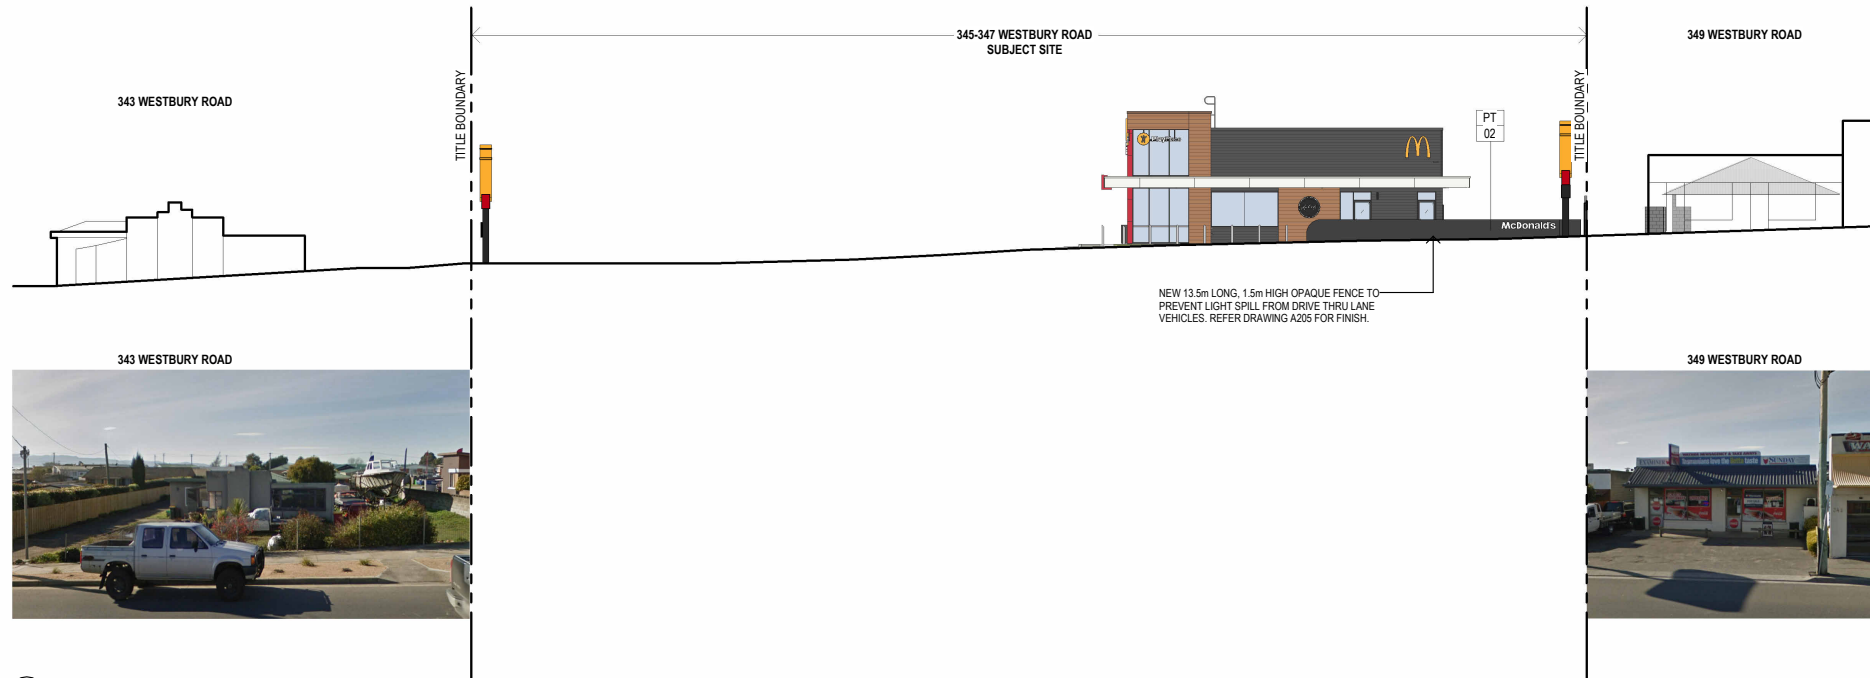 345-347 WESTBURY ROAD
SUBJECT SITE
349 WESTBURY ROAD
343 WESTBURY ROAD
TITLE BOUNDARY
TITLE BOUNDARY
PT
02
McDonald's
NEW 13.5m LONG, 1.5m HIGH OPAQUE FENCE TO
PREVENT LIGHT SPILL FROM DRIVE THRU LANE
VEHICLES. REFER DRAWING A205 FOR FINISH.
343 WESTBURY ROAD
349 WESTBURY ROAD
SUNDAY
WA